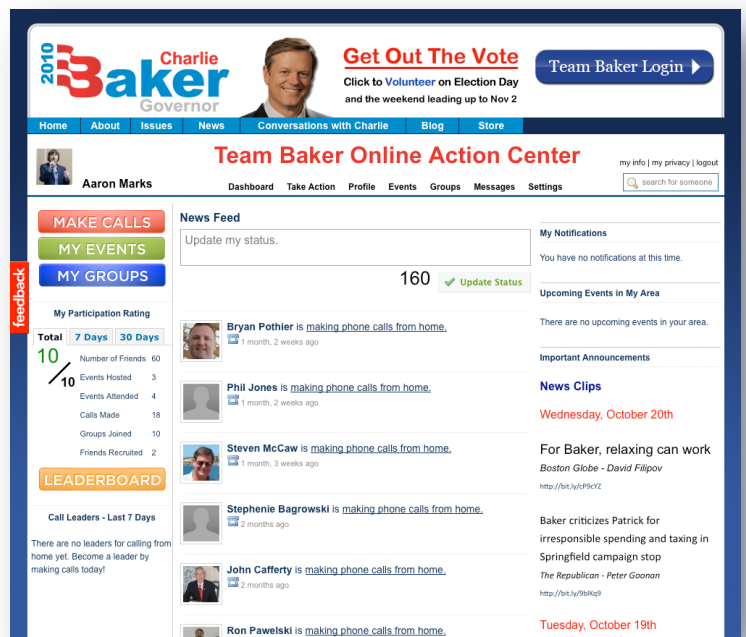 2010
Charlie
Baker
Governor
Get Out The Vote
Click to Volunteer on Election Day
and the weekend leading up to Nov 2
Team Baker Login
Home About Issues News Conversations with Charlie Blog Store
Team Baker Online Action Center
my info | my privacy | logout
Aaron Marks
Dashboard Take Action Profile Events Groups Messages Settings
search for someone
feedback
MAKE CALLS
MY EVENTS
MY GROUPS
My Participation Rating
Total 7 Days 30 Days
10/10
Number of Friends 60
Events Hosted 3
Events Attended 4
Calls Made 18
Groups Joined 10
Friends Recruited 2
LEADERBOARD
Call Leaders - Last 7 Days
There are no leaders for calling from
home yet. Become a leader by
making calls today!
News Feed
Update my status.
160
Update Status
Bryan Pothier is making phone calls from home.
1 month, 2 weeks ago
Phil Jones is making phone calls from home.
1 month, 2 weeks ago
Steven McCaw is making phone calls from home.
1 month, 3 weeks ago
Stephenie Bagrowski is making phone calls from home.
2 months ago
John Cafferty is making phone calls from home.
2 months ago
Ron Pawelski is making phone calls from home.
My Notifications
You have no notifications at this time.
Upcoming Events in My Area
There are no upcoming events in your area.
Important Announcements
News Clips
Wednesday, October 20th
For Baker, relaxing can work
Boston Globe - David Filipov
http://bit.ly/cP9cYZ
Baker criticizes Patrick for
irresponsible spending and taxing in
Springfield campaign stop
The Republican - Peter Goonan
http://bit.ly/9blKq9
Tuesday, October 19th